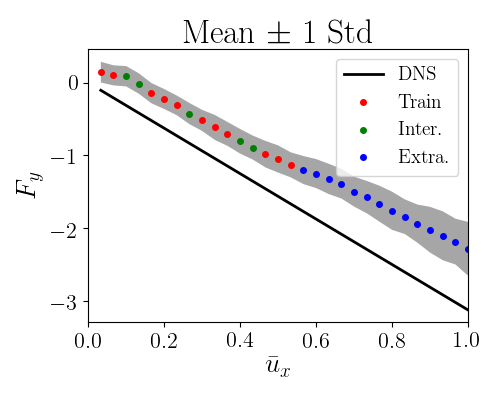 Mean ± 1 Std
DNS
Train
Inter.
Extra.
F_y
0
−1
−2
−3
0.0 0.2 0.4 0.6 0.8 1.0
ū_x